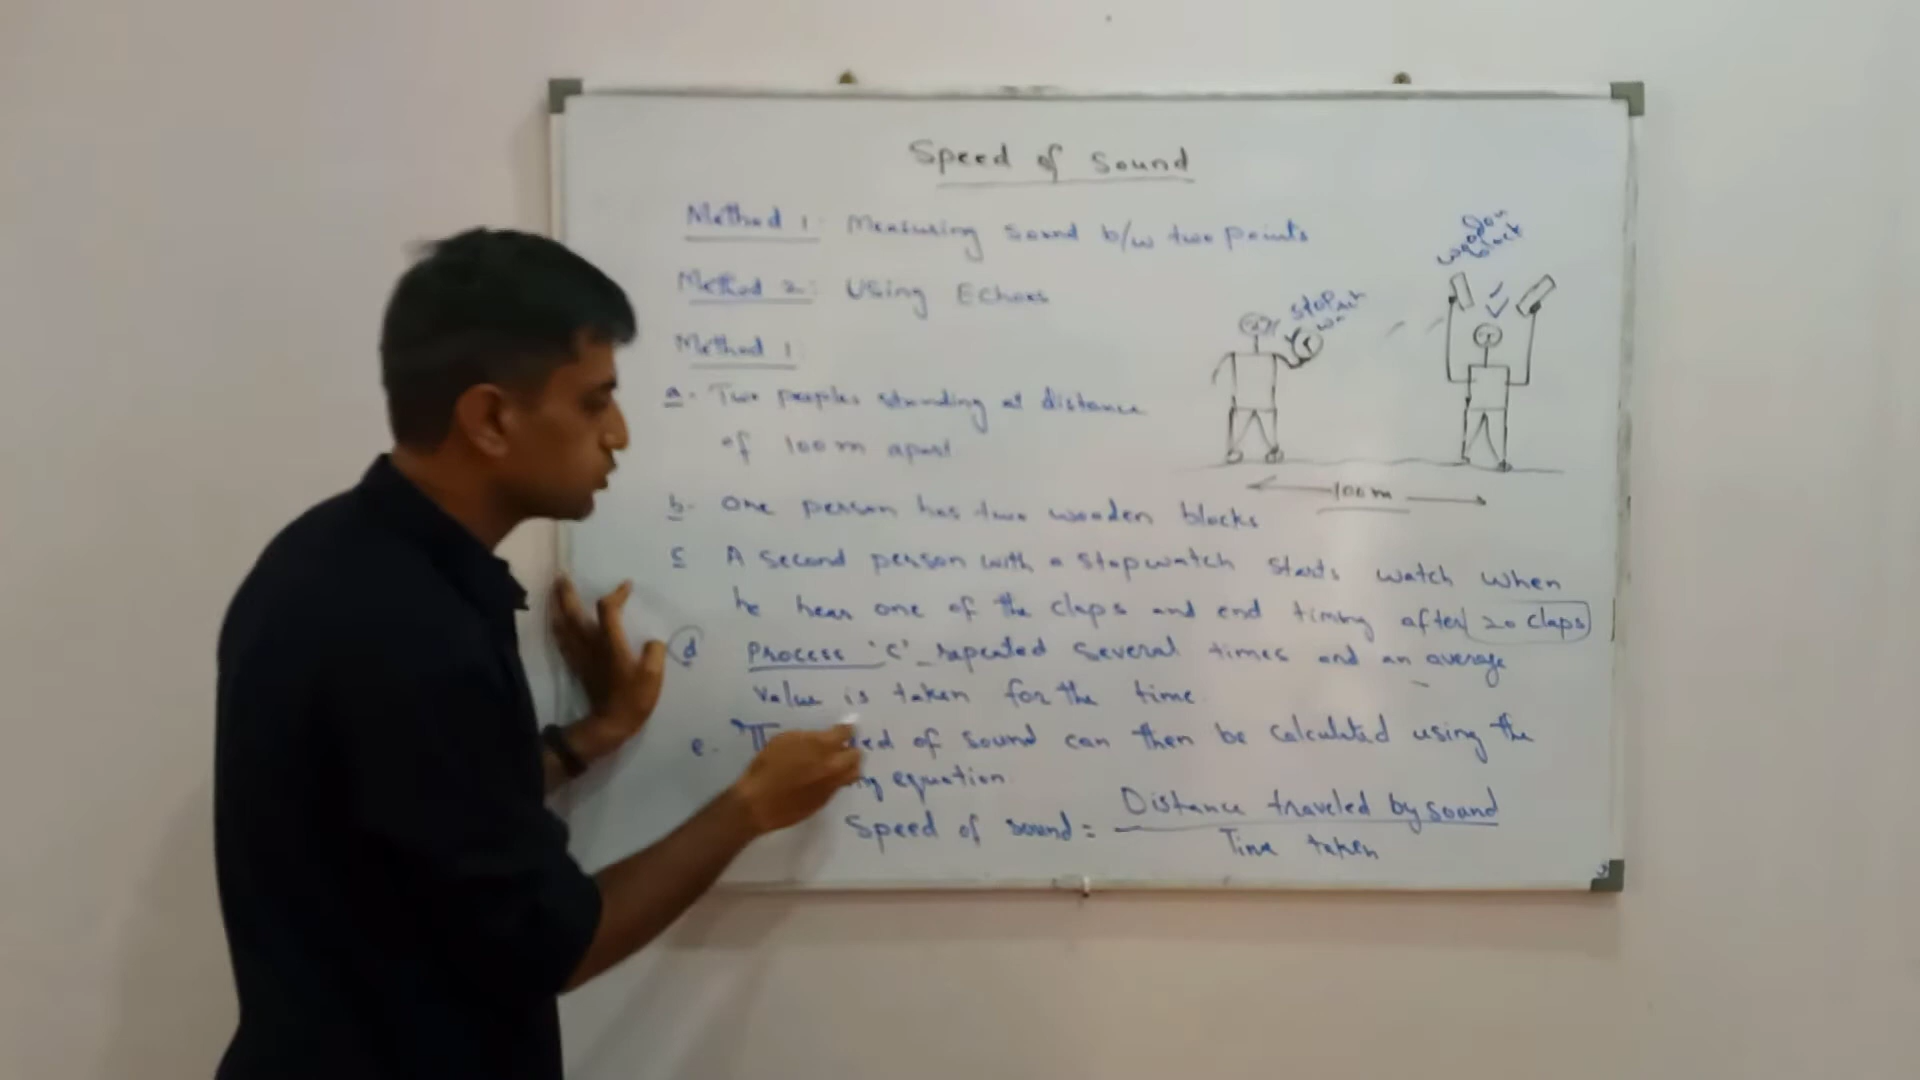 Speed of Sound
Method 1: Measuring Sound b/w two points
Method 2: Using Echoes
Method 1
a. Two peoples standing at distance
of 100 m apart
b. One person has two wooden blocks
c A second person with a stopwatch starts watch when
he hear one of the claps and end timing after 20 claps
d Process 'c' repeated several times and an average
value is taken for the time
e. of sound can then be calculated using the
equation
Speed of sound = Distance traveled by sound
Time taken
100 m